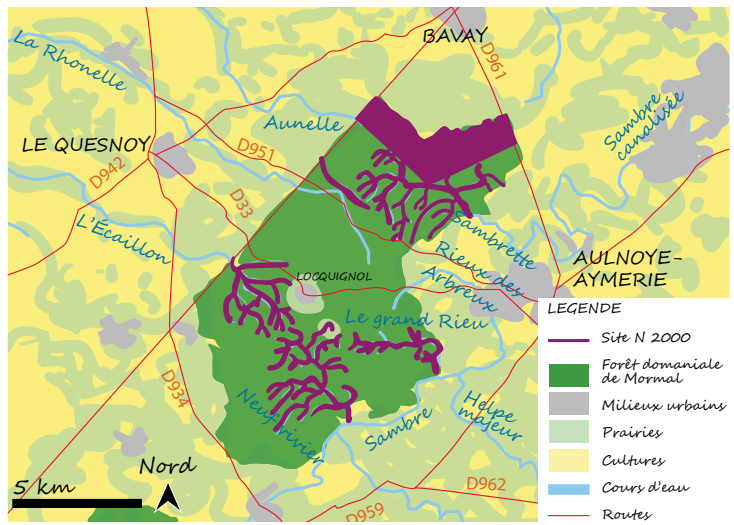 BAVAY
La Rhonelle
D961
Sambre
canalisée
Aunelle
LE QUESNOY
D951
D942
D33
L'Écaillon
Sambrette
Rieux des
Arbreux
AULNOYE-
AYMERIE
LOCQUIGNOL
Le grand Rieu
D934
Neuf vivier
Sambre
Helpe
majeur
Nord
5 km
D962
D959
LEGENDE
Site N 2000
Forêt domaniale
de Mormal
Milieux urbains
Prairies
Cultures
Cours d'eau
Routes